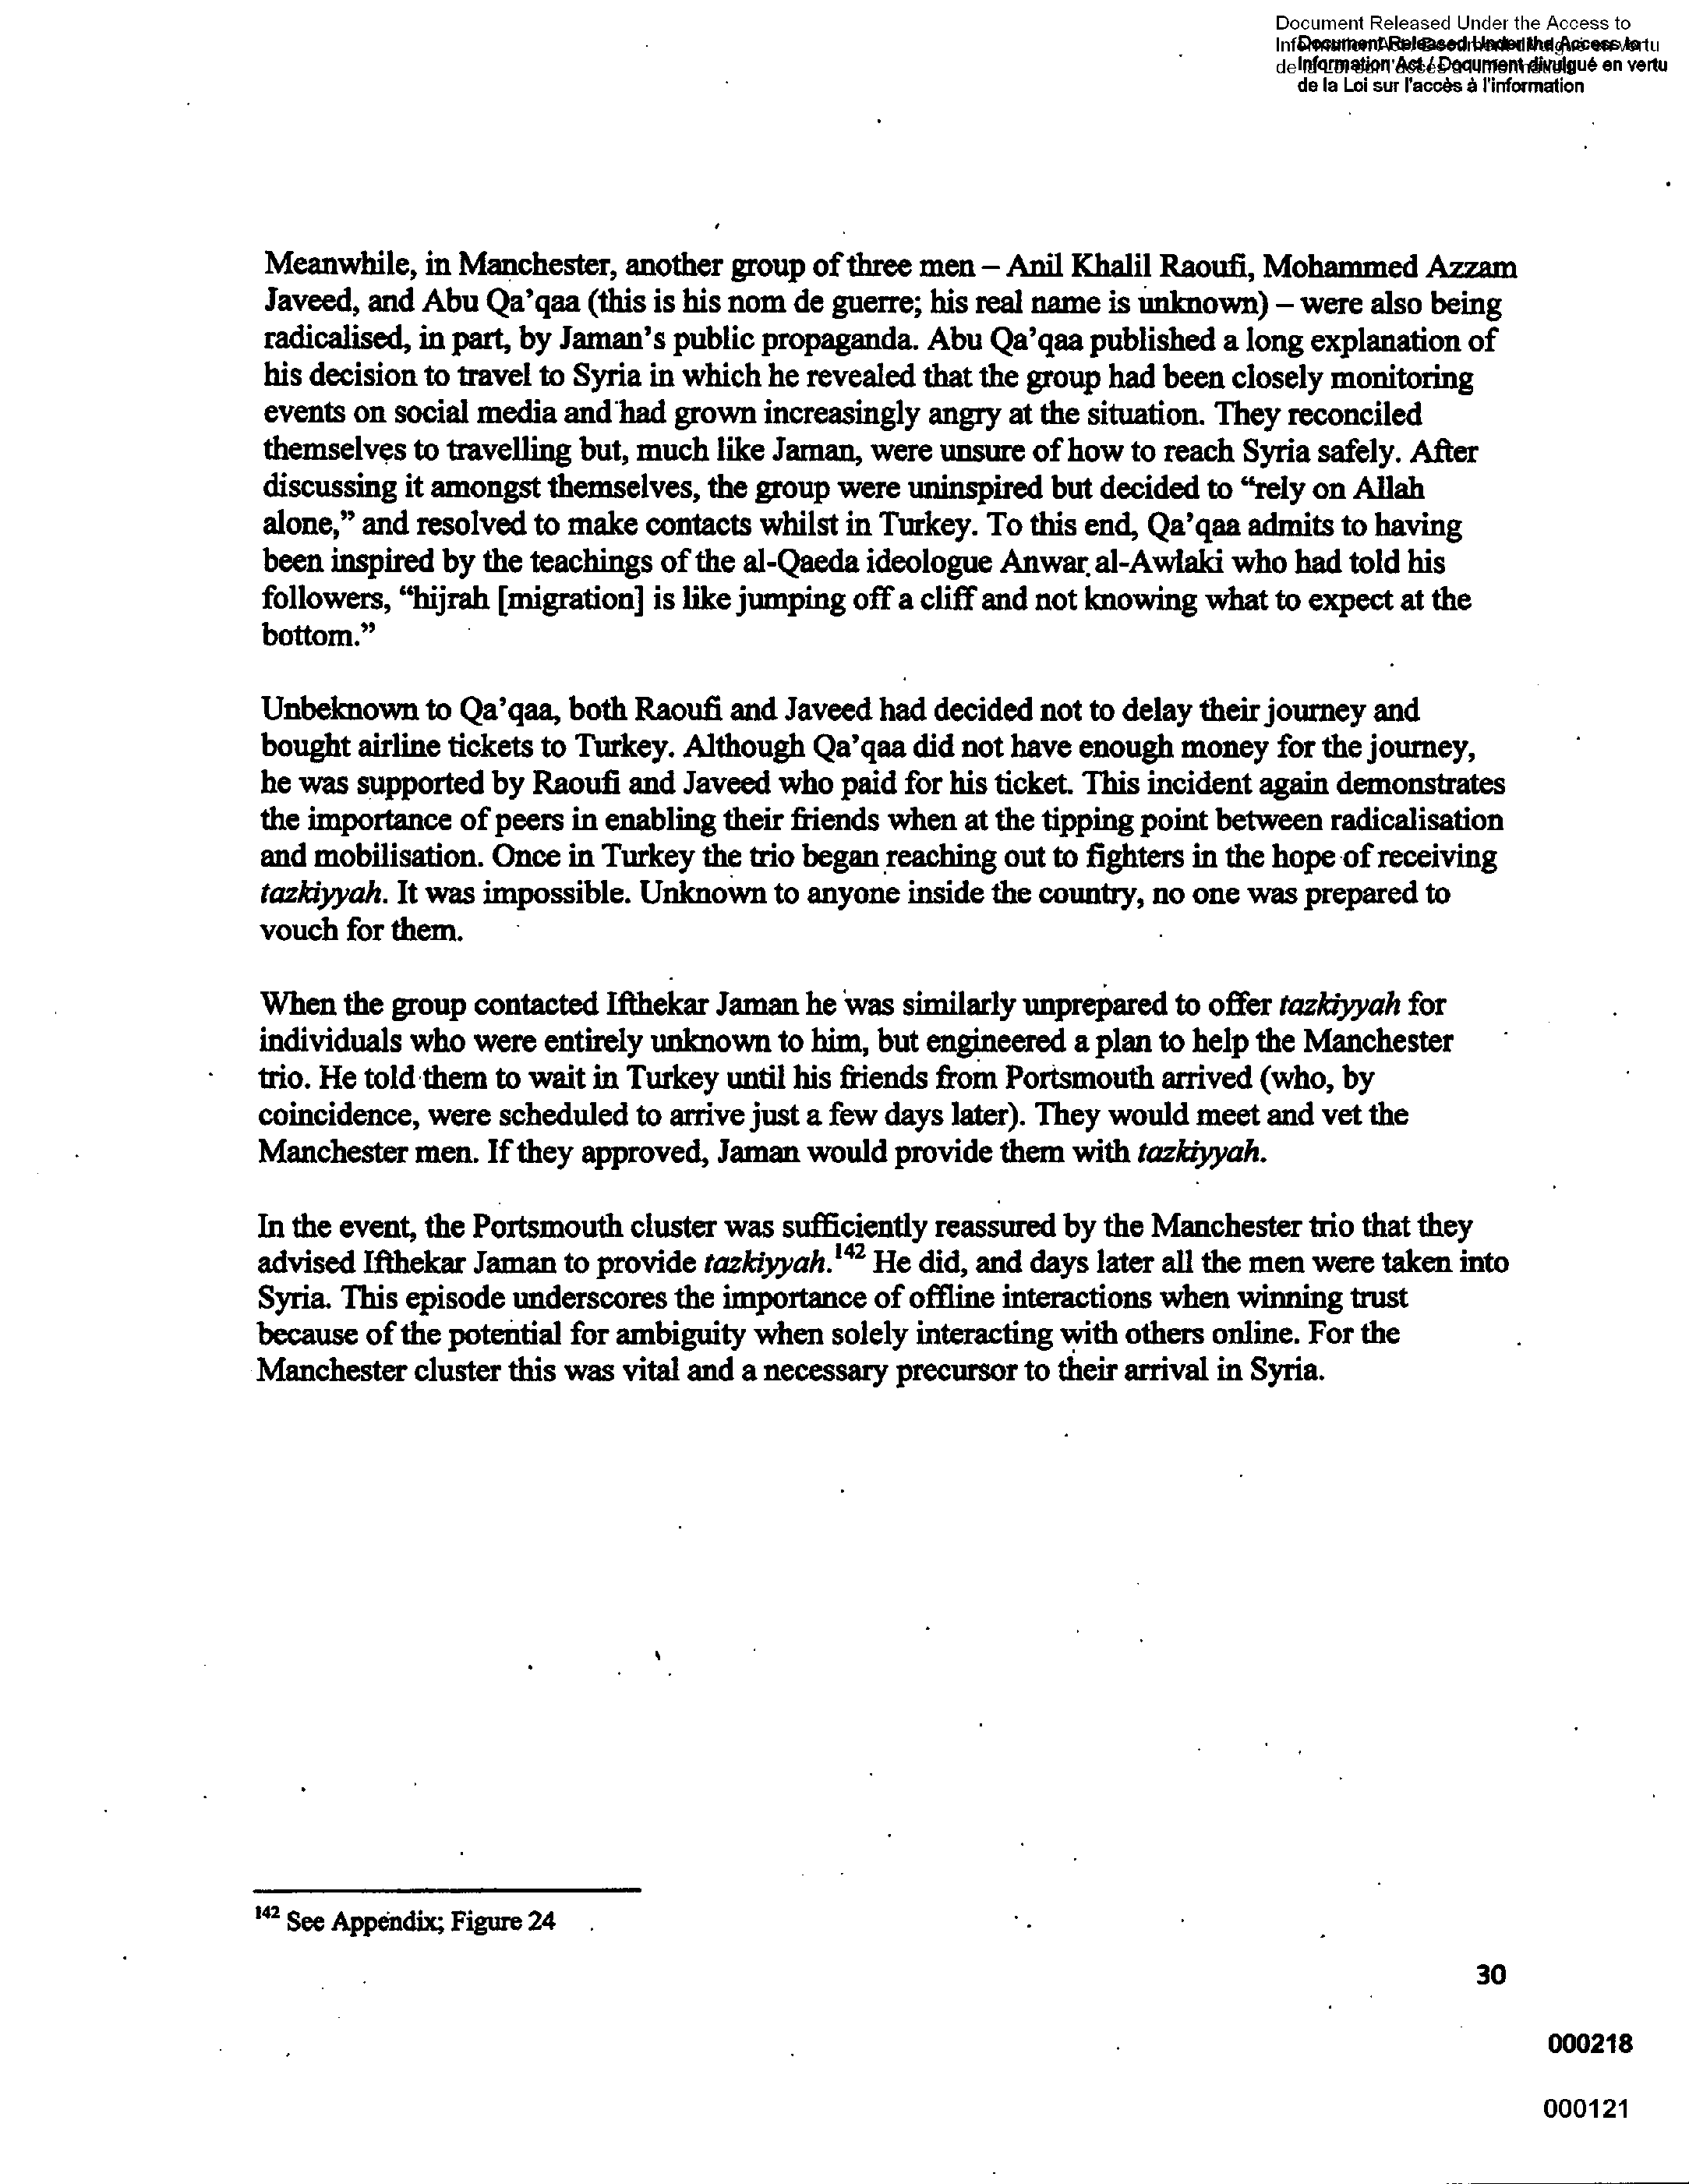 Document Released Under the Access to
Document Released Under the Access to
Information Act / Document divulgué en vertu
de la Loi sur l'accès à l'information
Meanwhile, in Manchester, another group of three men – Anil Khalil Raoufi, Mohammed Azzam
Javeed, and Abu Qa'qaa (this is his nom de guerre; his real name is unknown) – were also being
radicalised, in part, by Jaman's public propaganda. Abu Qa'qaa published a long explanation of
his decision to travel to Syria in which he revealed that the group had been closely monitoring
events on social media and had grown increasingly angry at the situation. They reconciled
themselves to travelling but, much like Jaman, were unsure of how to reach Syria safely. After
discussing it amongst themselves, the group were uninspired but decided to “rely on Allah
alone,” and resolved to make contacts whilst in Turkey. To this end, Qa'qaa admits to having
been inspired by the teachings of the al-Qaeda ideologue Anwar al-Awlaki who had told his
followers, “hijrah [migration] is like jumping off a cliff and not knowing what to expect at the
bottom.”
Unbeknown to Qa'qaa, both Raoufi and Javeed had decided not to delay their journey and
bought airline tickets to Turkey. Although Qa'qaa did not have enough money for the journey,
he was supported by Raoufi and Javeed who paid for his ticket. This incident again demonstrates
the importance of peers in enabling their friends when at the tipping point between radicalisation
and mobilisation. Once in Turkey the trio began reaching out to fighters in the hope of receiving
tazkiyyah. It was impossible. Unknown to anyone inside the country, no one was prepared to
vouch for them.
When the group contacted Ifthekar Jaman he was similarly unprepared to offer tazkiyyah for
individuals who were entirely unknown to him, but engineered a plan to help the Manchester
trio. He told them to wait in Turkey until his friends from Portsmouth arrived (who, by
coincidence, were scheduled to arrive just a few days later). They would meet and vet the
Manchester men. If they approved, Jaman would provide them with tazkiyyah.
In the event, the Portsmouth cluster was sufficiently reassured by the Manchester trio that they
advised Ifthekar Jaman to provide tazkiyyah.142 He did, and days later all the men were taken into
Syria. This episode underscores the importance of offline interactions when winning trust
because of the potential for ambiguity when solely interacting with others online. For the
Manchester cluster this was vital and a necessary precursor to their arrival in Syria.
142 See Appendix; Figure 24
30
000218
000121